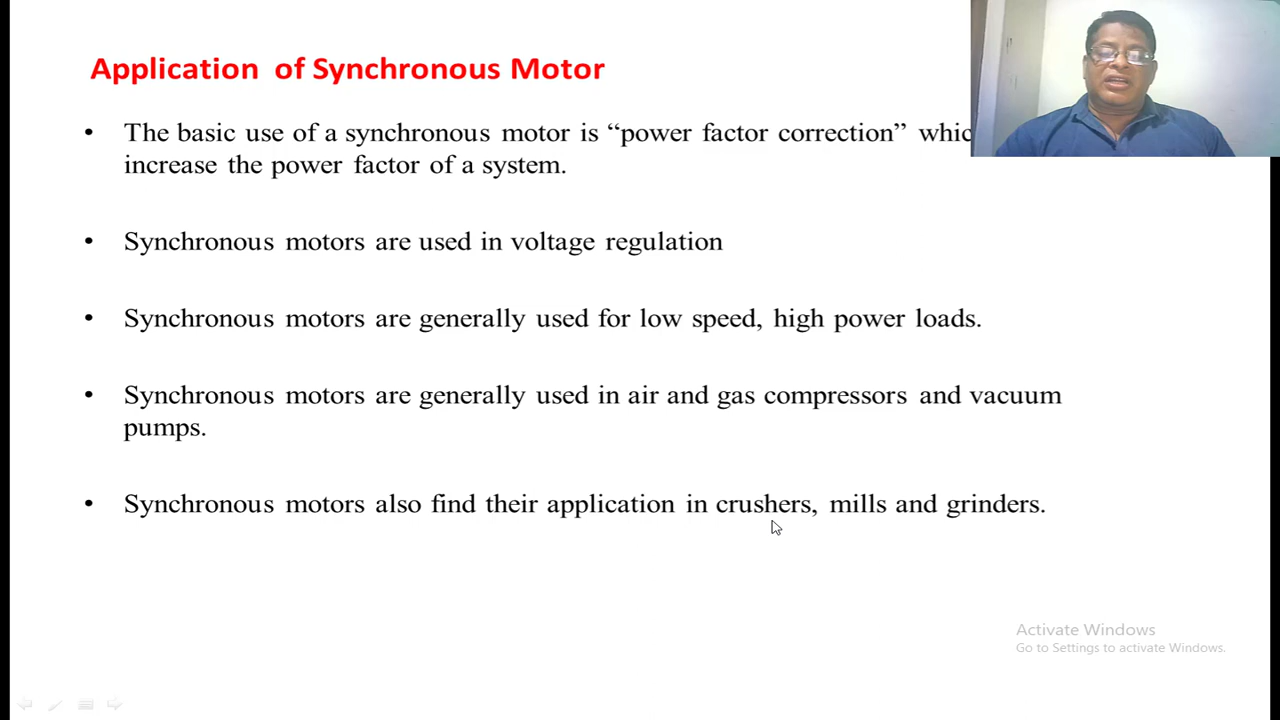 Application of Synchronous Motor
• The basic use of a synchronous motor is “power factor correction”
increase the power factor of a system.
• Synchronous motors are used in voltage regulation
• Synchronous motors are generally used for low speed, high power loads.
• Synchronous motors are generally used in air and gas compressors and vacuum
pumps.
• Synchronous motors also find their application in crushers, mills and grinders.
Activate Windows
Go to Settings to activate Windows.